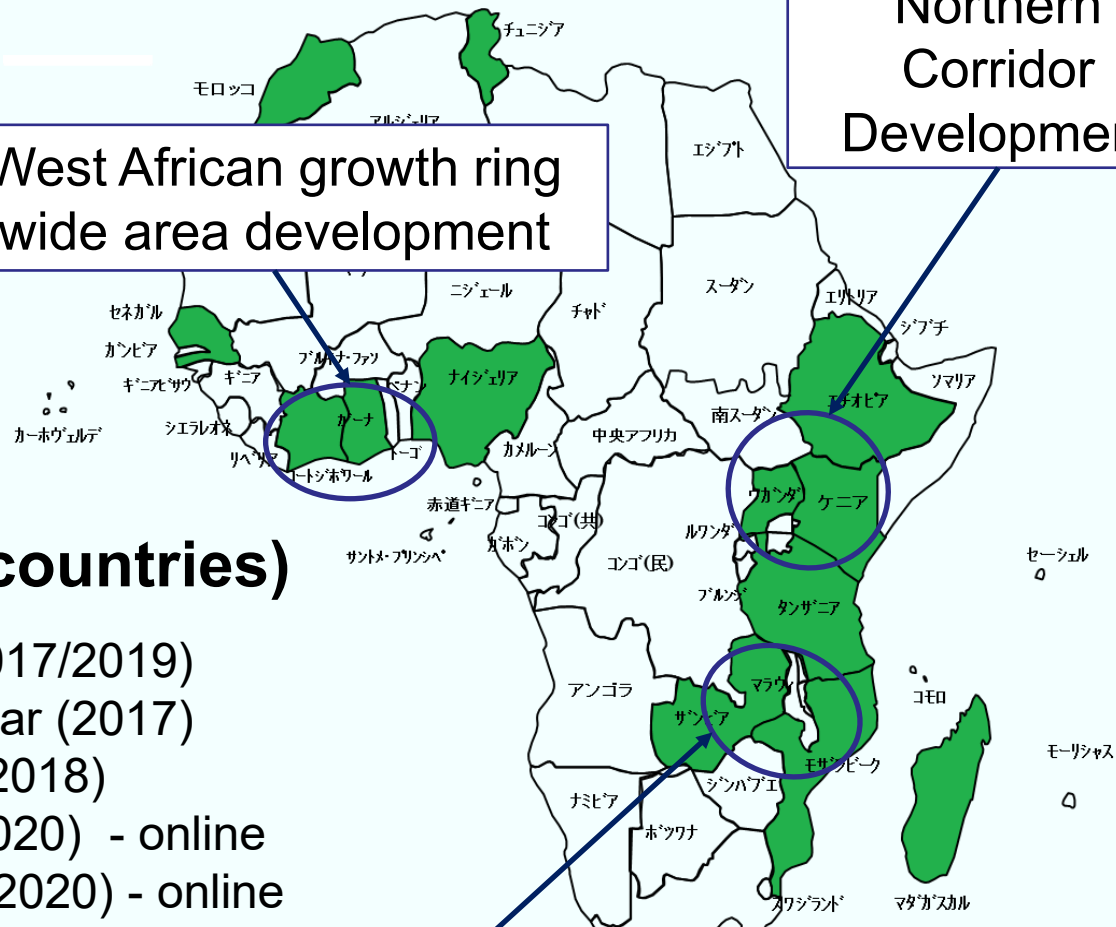 Northern
Corridor
Developmen
West African growth ring
wide area development
チュニジア
モロッコ
アルジェリア
エジプト
ニジェール
チャド
スーダン
エリトリア
ジブチ
セネガル
ガンビア
ギニアビサウ
ギニア
ブルキナ・ファソ
ベナン
ナイジェリア
ソマリア
エチオピア
南スーダン
中央アフリカ
カーホヴェルデ
シエラレオネ
リベリア
ガーナ
トーゴ
コートジボワール
カメルーン
赤道ギニア
サントメ・プリンシペ
ガボン
コンゴ(共)
コンゴ(民)
ウガンダ
ケニア
ルワンダ
ブルンジ
タンザニア
セーシェル
countries)
017/2019)
ar (2017)
2018)
020) - online
2020) - online
アンゴラ
ザンビア
マラウィ
コモロ
モザンビーク
モーリシャス
ナミビア
ジンバブエ
ボツワナ
スワジランド
マダガスカル